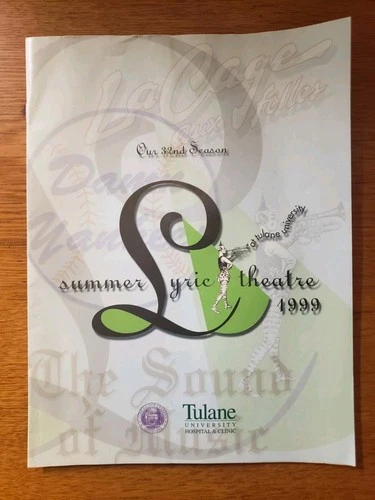 La Cage
aux Folles
Our 32nd Season
Damn
Yankees
at tulane university
summer Lyric theatre
1999
The Sound
of Music
Tulane
UNIVERSITY
HOSPITAL & CLINIC